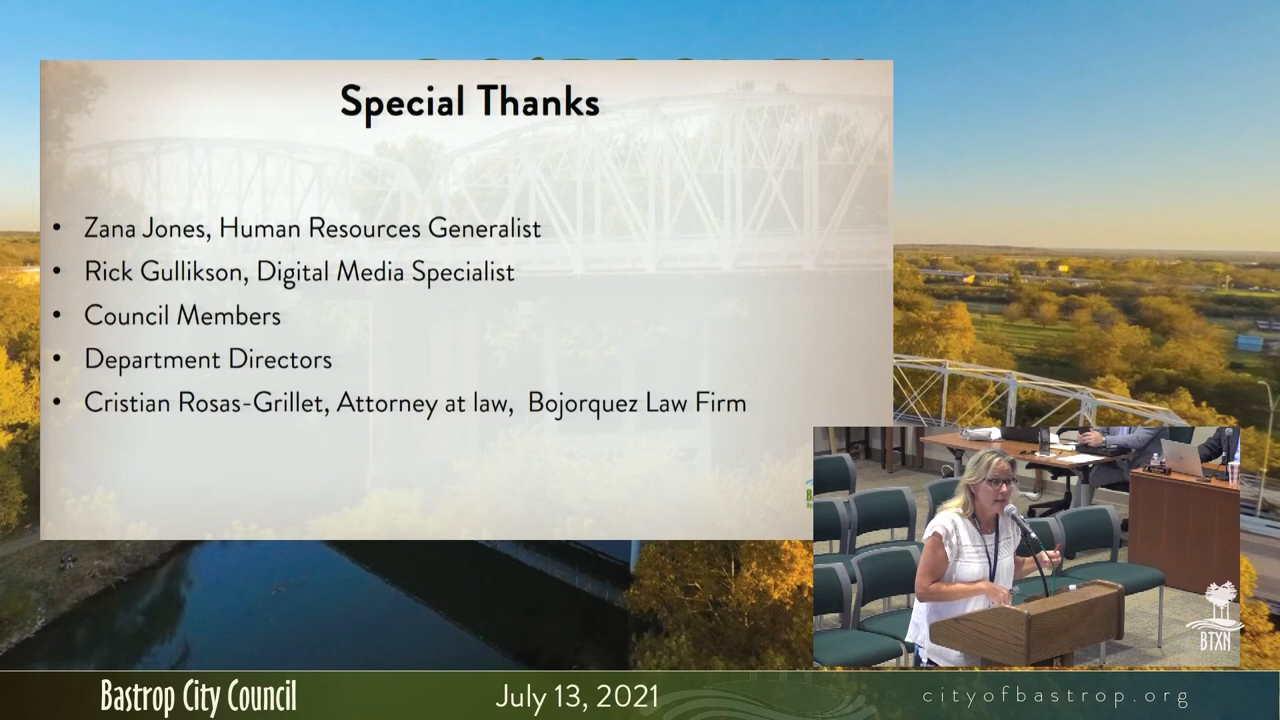 Special Thanks
• Zana Jones, Human Resources Generalist
• Rick Gullikson, Digital Media Specialist
• Council Members
• Department Directors
• Cristian Rosas-Grillet, Attorney at law,  Bojorquez Law Firm
BTXN
Bastrop City Council
July 13, 2021
cityofbastrop.org